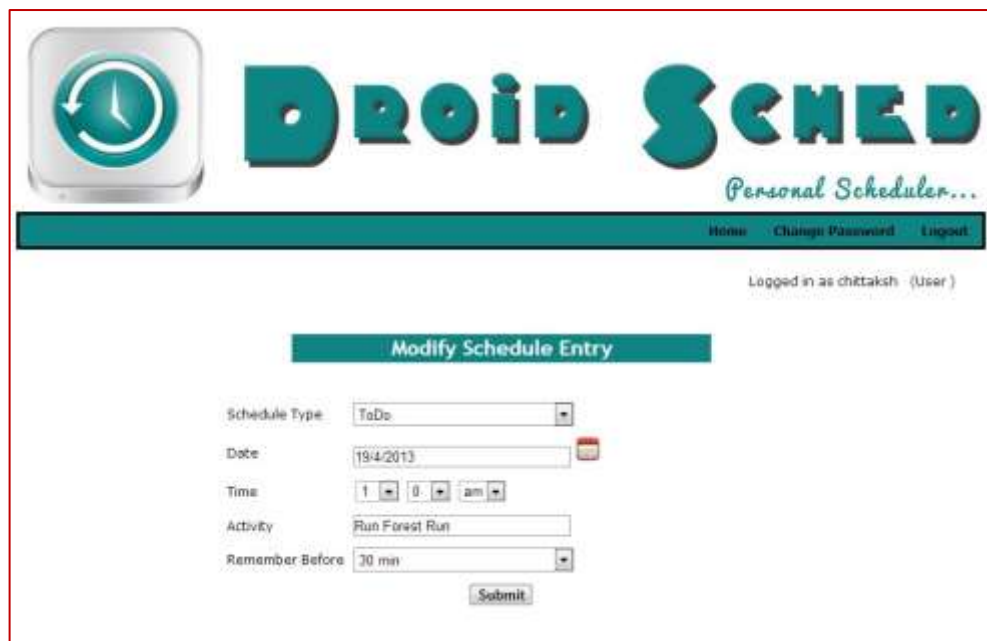 DROID SCHED
Personal Scheduler...
Home Change Password Logout
Logged in as chittaksh (User )
Modify Schedule Entry
Schedule Type ToDo
Date 19/4/2013
Time 1 0 am
Activity Run Forest Run
Remember Before 30 min
Submit